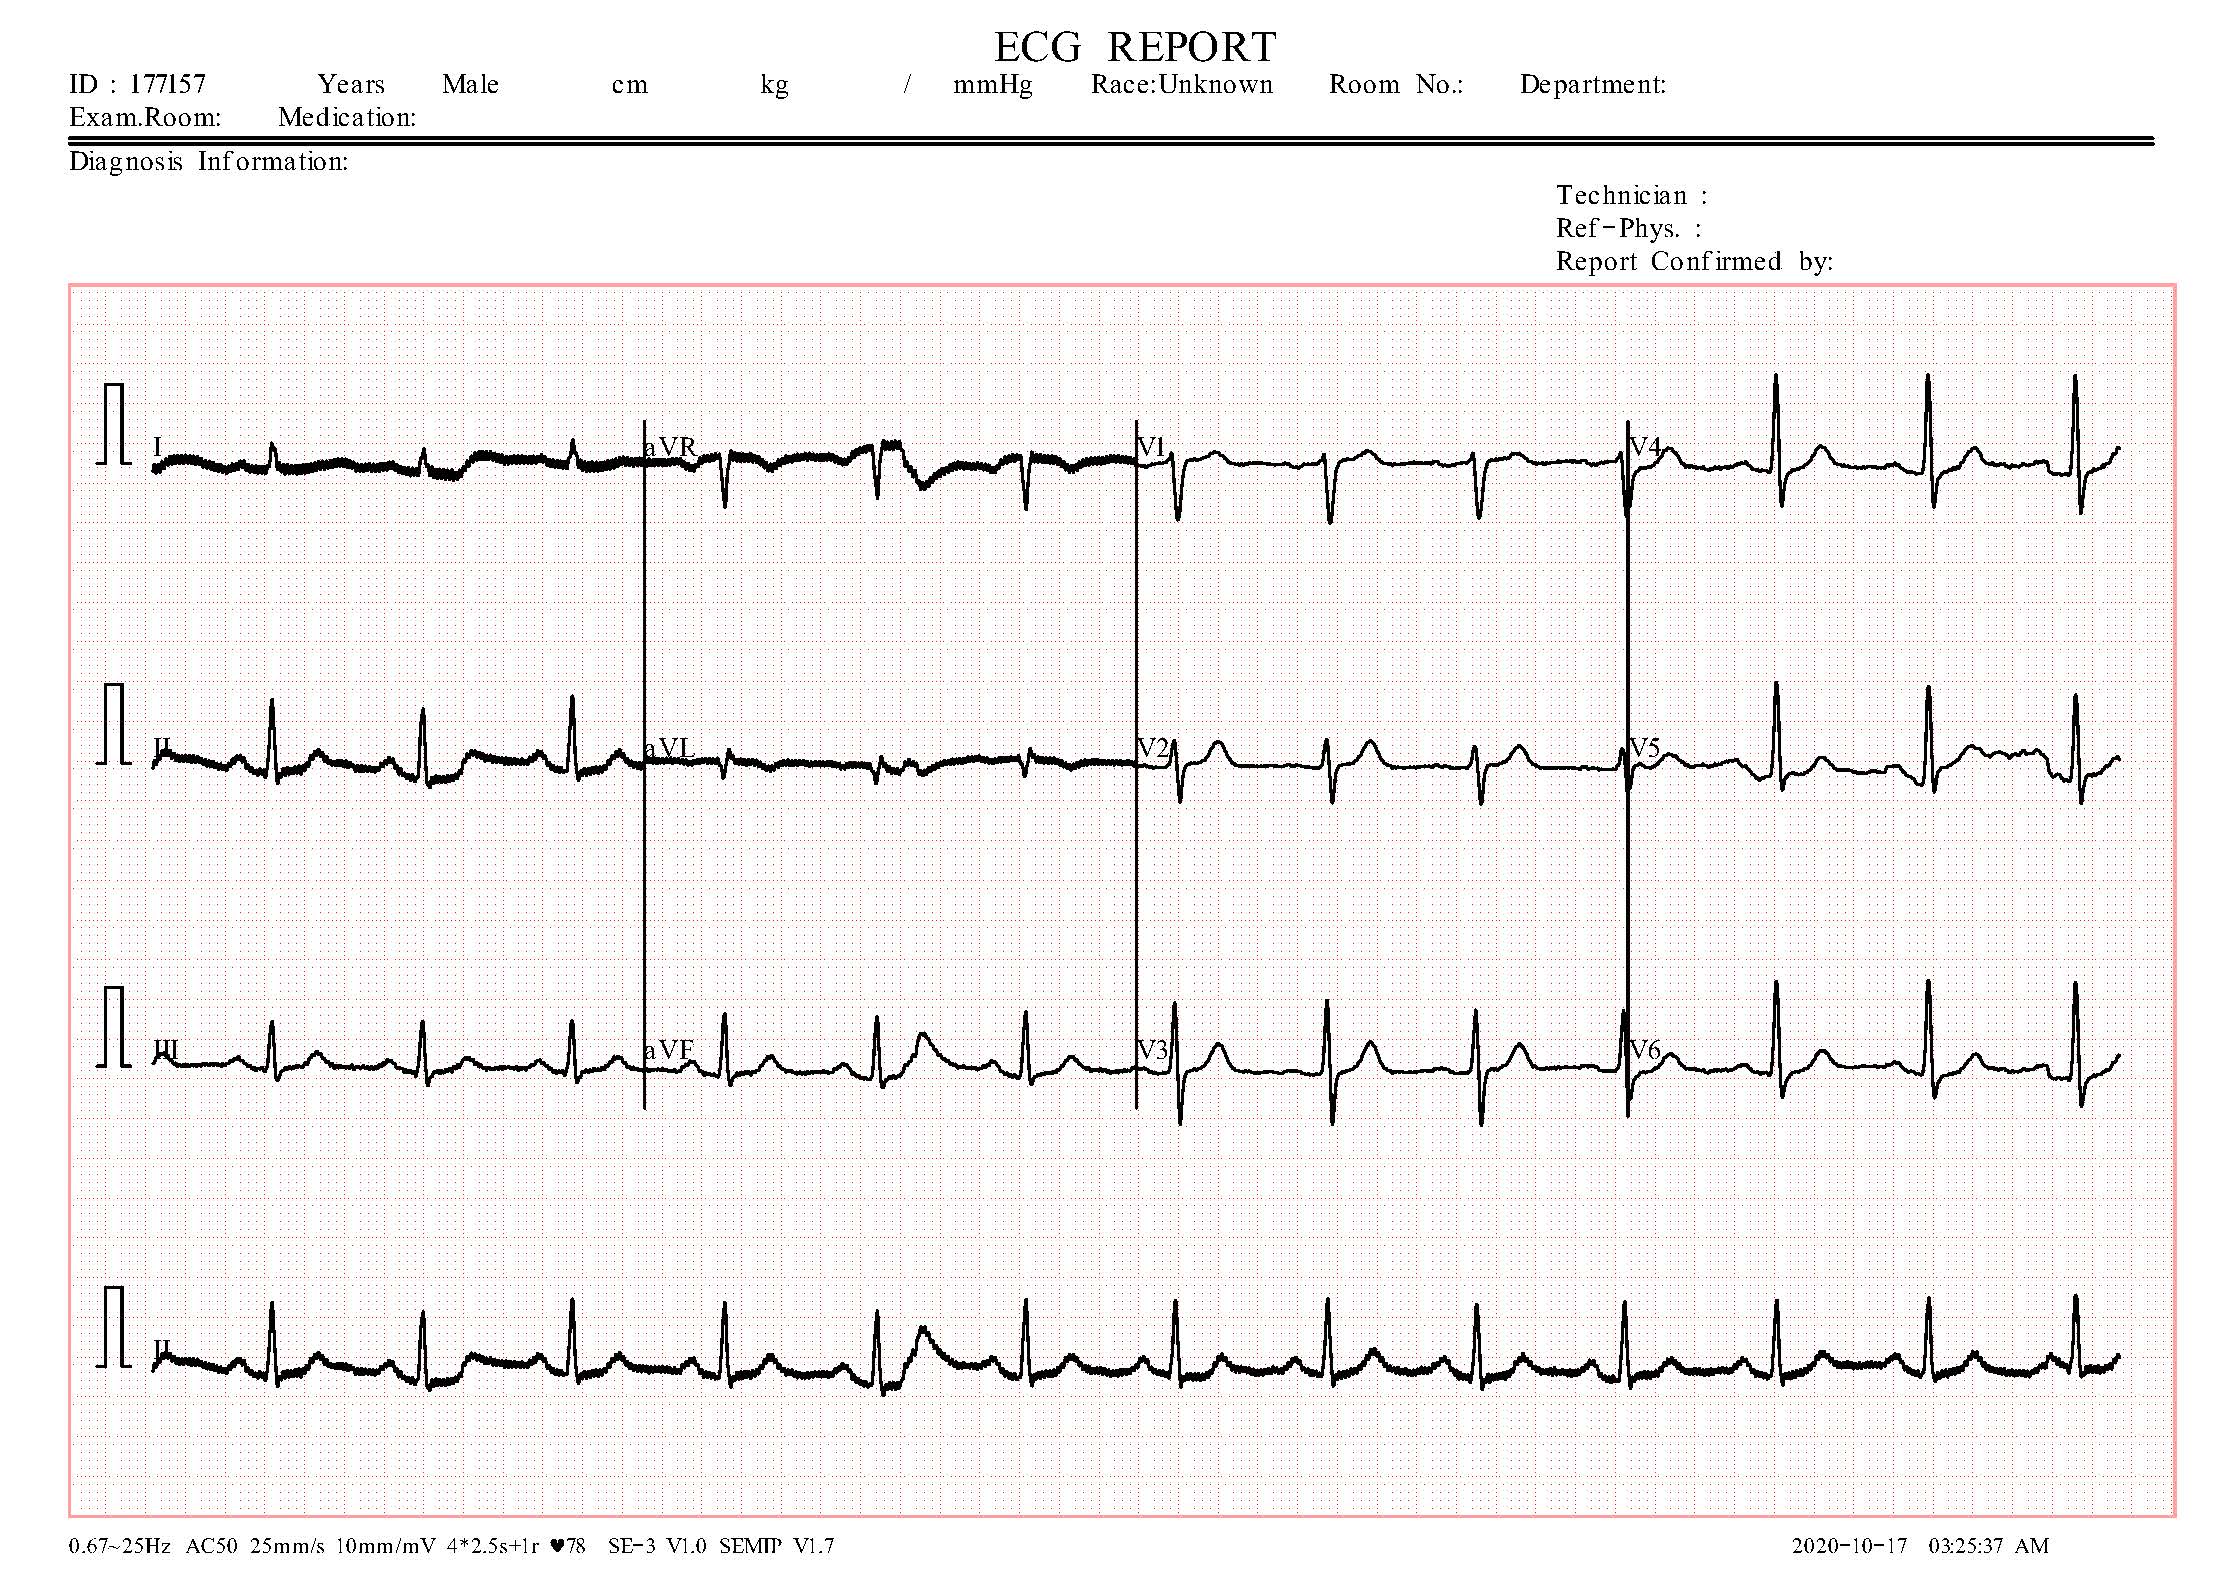 ECG REPORT
ID : 177157 Years Male cm kg / mmHg Race:Unknown Room No.: Department:
Exam.Room: Medication:
Diagnosis Information:
Technician :
Ref-Phys. :
Report Confirmed by:
I aVR V1 V4
II aVL V2 V5
III aVF V3 V6
II
0.67~25Hz AC50 25mm/s 10mm/mV 4*2.5s+1r ♥78 SE-3 V1.0 SEMIP V1.7 2020-10-17 03:25:37 AM